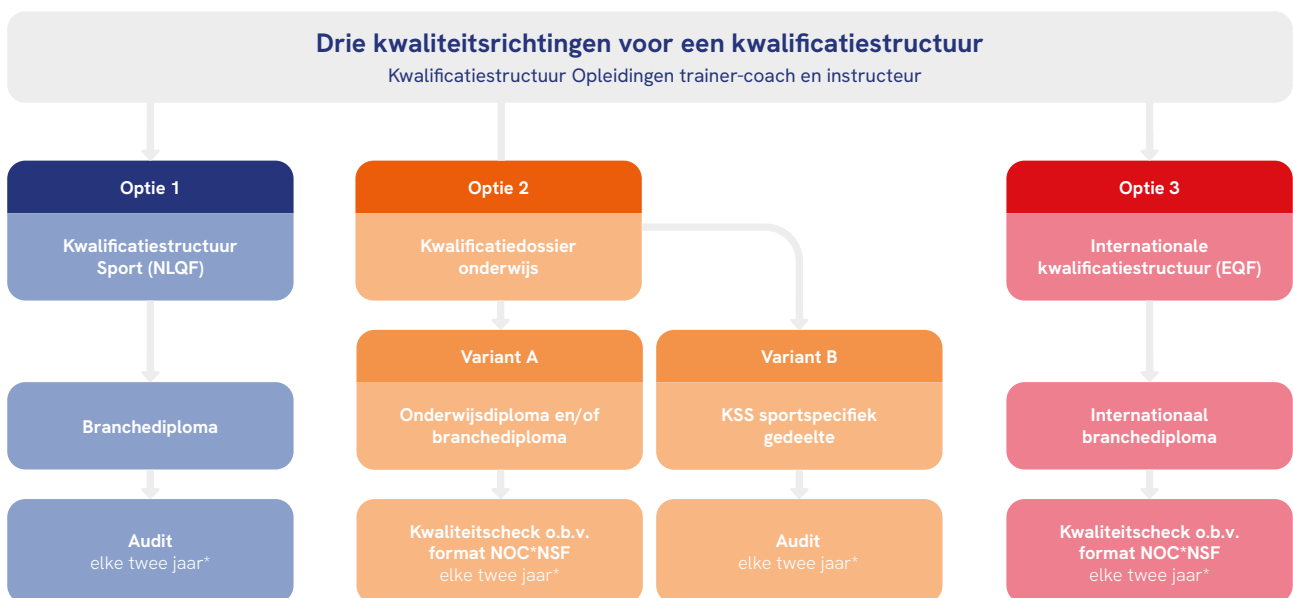 Drie kwaliteitsrichtingen voor een kwalificatiestructuur
Kwalificatiestructuur Opleidingen trainer-coach en instructeur
Optie 1
Kwalificatiestructuur
Sport (NLQF)
Branchediploma
Audit
elke twee jaar*
Optie 2
Kwalificatiedossier
onderwijs
Variant A
Onderwijsdiploma en/of
branchediploma
Kwaliteitscheck o.b.v.
format NOC*NSF
elke twee jaar*
Variant B
KSS sportspecifiek
gedeelte
Audit
elke twee jaar*
Optie 3
Internationale
kwalificatiestructuur (EQF)
Internationaal
branchediploma
Kwaliteitscheck o.b.v.
format NOC*NSF
elke twee jaar*